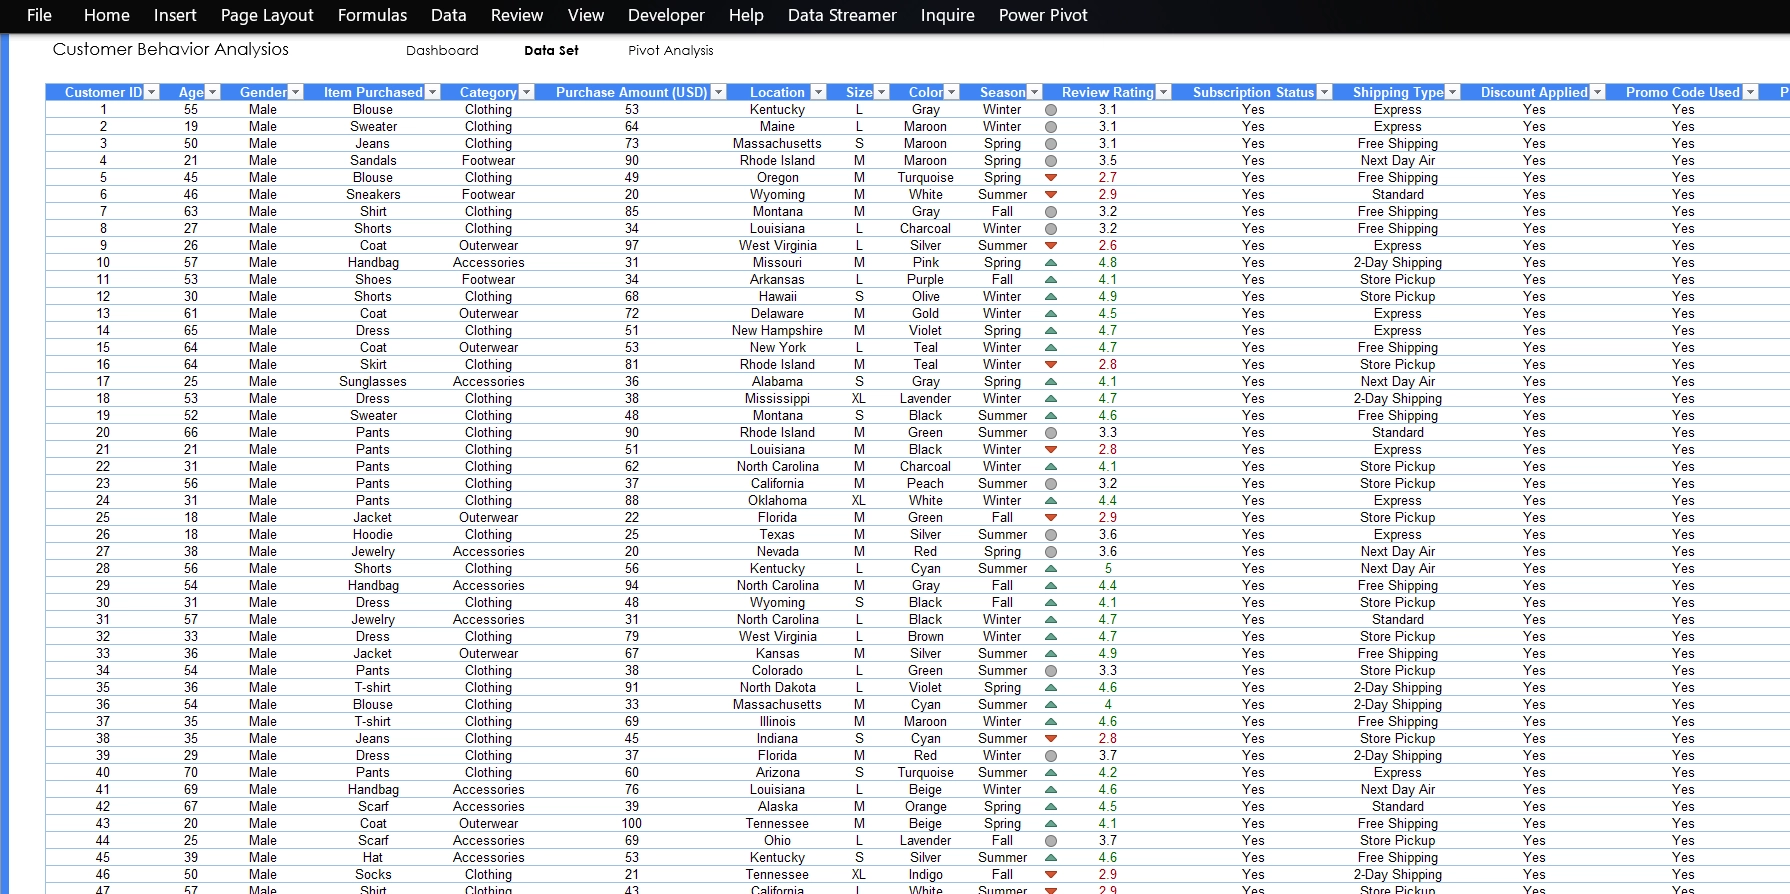 File Home Insert Page Layout Formulas Data Review View Developer Help Data Streamer Inquire Power Pivot
Customer Behavior Analysios Dashboard Data Set Pivot Analysis
Customer ID Age Gender Item Purchased Category Purchase Amount (USD) Location Size Color Season Review Rating Subscription Status Shipping Type Discount Applied Promo Code Used P
1 55 Male Blouse Clothing 53 Kentucky L Gray Winter 3.1 Yes Express Yes Yes
2 19 Male Sweater Clothing 64 Maine L Maroon Winter 3.1 Yes Express Yes Yes
3 50 Male Jeans Clothing 73 Massachusetts S Maroon Spring 3.1 Yes Free Shipping Yes Yes
4 21 Male Sandals Footwear 90 Rhode Island M Maroon Spring 3.5 Yes Next Day Air Yes Yes
5 45 Male Blouse Clothing 49 Oregon M Turquoise Spring 2.7 Yes Free Shipping Yes Yes
6 46 Male Sneakers Footwear 20 Wyoming M White Summer 2.9 Yes Standard Yes Yes
7 63 Male Shirt Clothing 85 Montana M Gray Fall 3.2 Yes Free Shipping Yes Yes
8 27 Male Shorts Clothing 34 Louisiana L Charcoal Winter 3.2 Yes Free Shipping Yes Yes
9 26 Male Coat Outerwear 97 West Virginia L Silver Summer 2.6 Yes Express Yes Yes
10 57 Male Handbag Accessories 31 Missouri M Pink Spring 4.8 Yes 2-Day Shipping Yes Yes
11 53 Male Shoes Footwear 34 Arkansas L Purple Fall 4.1 Yes Store Pickup Yes Yes
12 30 Male Shorts Clothing 68 Hawaii S Olive Winter 4.9 Yes Store Pickup Yes Yes
13 61 Male Coat Outerwear 72 Delaware M Gold Winter 4.5 Yes Express Yes Yes
14 65 Male Dress Clothing 51 New Hampshire M Violet Spring 4.7 Yes Express Yes Yes
15 64 Male Coat Outerwear 53 New York L Teal Winter 4.7 Yes Free Shipping Yes Yes
16 64 Male Skirt Clothing 81 Rhode Island M Teal Winter 2.8 Yes Store Pickup Yes Yes
17 25 Male Sunglasses Accessories 36 Alabama S Gray Spring 4.1 Yes Next Day Air Yes Yes
18 53 Male Dress Clothing 38 Mississippi XL Lavender Winter 4.7 Yes 2-Day Shipping Yes Yes
19 52 Male Sweater Clothing 48 Montana S Black Summer 4.6 Yes Free Shipping Yes Yes
20 66 Male Pants Clothing 90 Rhode Island M Green Summer 3.3 Yes Standard Yes Yes
21 21 Male Pants Clothing 51 Louisiana M Black Winter 2.8 Yes Express Yes Yes
22 31 Male Pants Clothing 62 North Carolina M Charcoal Winter 4.1 Yes Store Pickup Yes Yes
23 56 Male Pants Clothing 37 California M Peach Summer 3.2 Yes Store Pickup Yes Yes
24 31 Male Pants Clothing 88 Oklahoma XL White Winter 4.4 Yes Express Yes Yes
25 18 Male Jacket Outerwear 22 Florida M Green Fall 2.9 Yes Store Pickup Yes Yes
26 18 Male Hoodie Clothing 25 Texas M Silver Summer 3.6 Yes Express Yes Yes
27 38 Male Jewelry Accessories 20 Nevada M Red Spring 3.6 Yes Next Day Air Yes Yes
28 56 Male Shorts Clothing 56 Kentucky L Cyan Summer 5 Yes Next Day Air Yes Yes
29 54 Male Handbag Accessories 94 North Carolina M Gray Fall 4.4 Yes Free Shipping Yes Yes
30 31 Male Dress Clothing 48 Wyoming S Black Fall 4.1 Yes Store Pickup Yes Yes
31 57 Male Jewelry Accessories 31 North Carolina L Black Winter 4.7 Yes Standard Yes Yes
32 33 Male Dress Clothing 79 West Virginia L Brown Winter 4.7 Yes Store Pickup Yes Yes
33 36 Male Jacket Outerwear 67 Kansas M Silver Summer 4.9 Yes Free Shipping Yes Yes
34 54 Male Pants Clothing 38 Colorado L Green Summer 3.3 Yes Store Pickup Yes Yes
35 36 Male T-shirt Clothing 91 North Dakota L Violet Spring 4.6 Yes 2-Day Shipping Yes Yes
36 54 Male Blouse Clothing 33 Massachusetts M Cyan Summer 4 Yes 2-Day Shipping Yes Yes
37 35 Male T-shirt Clothing 69 Illinois M Maroon Winter 4.6 Yes Free Shipping Yes Yes
38 35 Male Jeans Clothing 45 Indiana S Cyan Summer 2.8 Yes Store Pickup Yes Yes
39 29 Male Dress Clothing 37 Florida M Red Winter 3.7 Yes 2-Day Shipping Yes Yes
40 70 Male Pants Clothing 60 Arizona S Turquoise Summer 4.2 Yes Express Yes Yes
41 69 Male Handbag Accessories 76 Louisiana L Beige Winter 4.6 Yes Next Day Air Yes Yes
42 67 Male Scarf Accessories 39 Alaska M Orange Spring 4.5 Yes Standard Yes Yes
43 20 Male Coat Outerwear 100 Tennessee M Beige Spring 4.1 Yes Free Shipping Yes Yes
44 25 Male Scarf Accessories 69 Ohio L Lavender Fall 3.7 Yes Store Pickup Yes Yes
45 39 Male Hat Accessories 53 Kentucky S Silver Summer 4.6 Yes Free Shipping Yes Yes
46 50 Male Socks Clothing 21 Tennessee XL Indigo Fall 2.9 Yes 2-Day Shipping Yes Yes
47 57 Male Shirt Clothing 43 California L White Summer 2.9 Yes Store Pickup Yes Yes